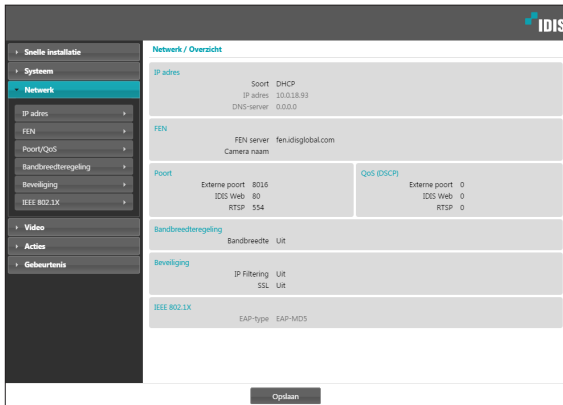 IDIS
Snelle installatie
Systeem
Netwerk
IP adres
FEN
Poort/QoS
Bandbreedteregeling
Beveiliging
IEEE 802.1X
Video
Acties
Gebeurtenis
Netwerk / Overzicht
IP adres
Soort DHCP
IP adres 10.0.18.93
DNS-server 0.0.0.0
FEN
FEN server fen.idisglobal.com
Camera naam
Poort
Externe poort 8016
IDIS Web 80
RTSP 554
QoS (DSCP)
Externe poort 0
IDIS Web 0
RTSP 0
Bandbreedteregeling
Bandbreedte Uit
Beveiliging
IP Filtering Uit
SSL Uit
IEEE 802.1X
EAP-type EAP-MD5
Opslaan